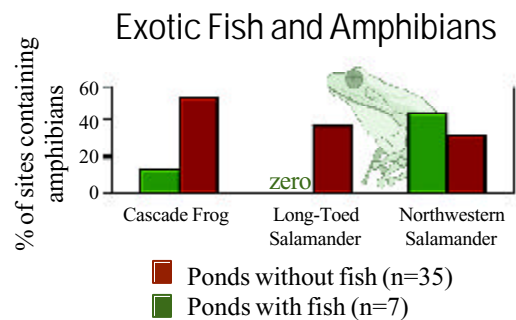 Exotic Fish and Amphibians
% of sites containing
amphibians
60
40
20
0
zero
Cascade Frog
Long-Toed
Salamander
Northwestern
Salamander
Ponds without fish (n=35)
Ponds with fish (n=7)